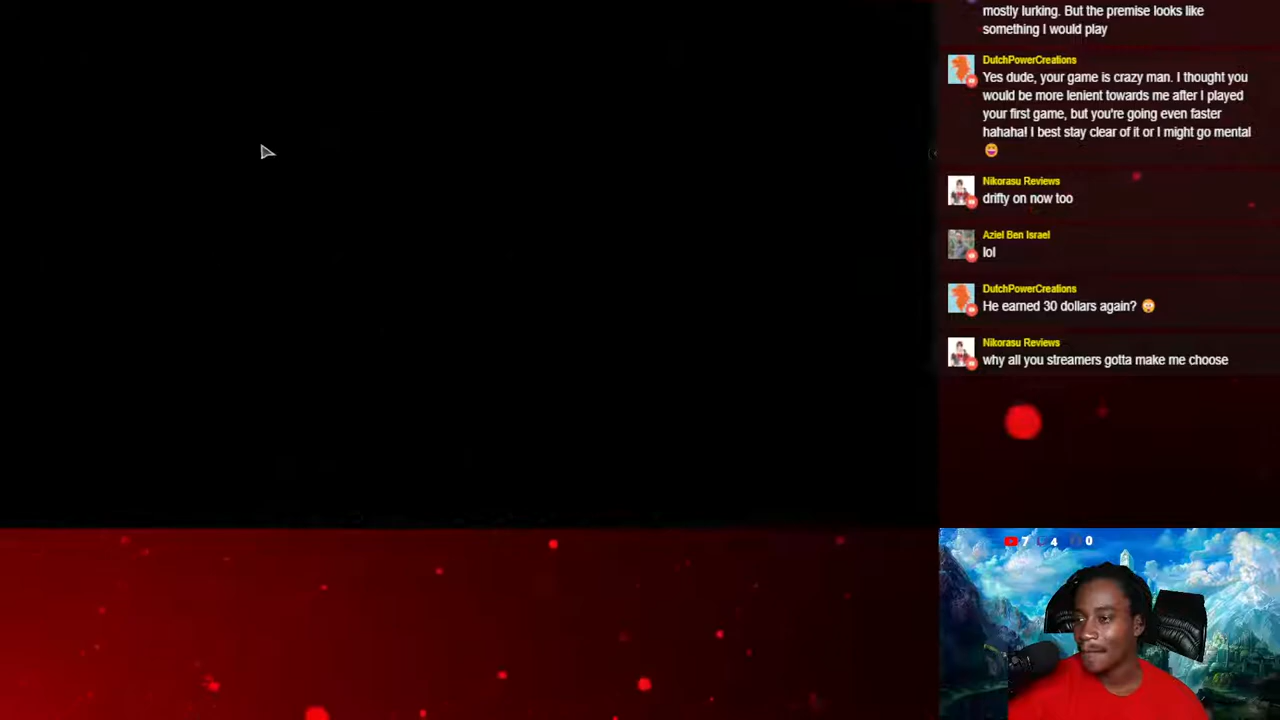 mostly lurking. But the premise looks like
something I would play
DutchPowerCreations
Yes dude, your game is crazy man. I thought you
would be more lenient towards me after I played
your first game, but you're going even faster
hahaha! I best stay clear of it or I might go mental
Nikorasu Reviews
drifty on now too
Aziel Ben Israel
lol
DutchPowerCreations
He earned 30 dollars again?
Nikorasu Reviews
why all you streamers gotta make me choose
7 4 0